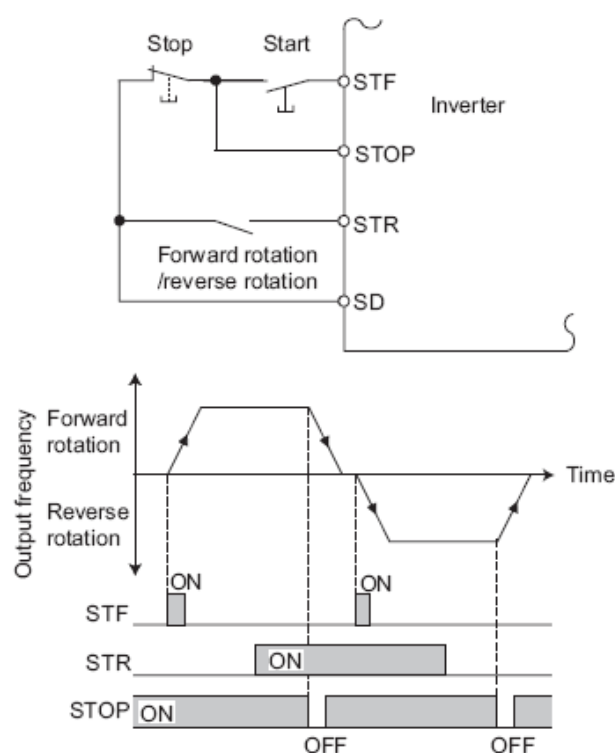 Stop
Start
STF
Inverter
STOP
STR
Forward rotation
/reverse rotation
SD
Output frequency
Forward
rotation
Time
Reverse
rotation
ON
ON
STF
STR
ON
STOP
ON
OFF
OFF